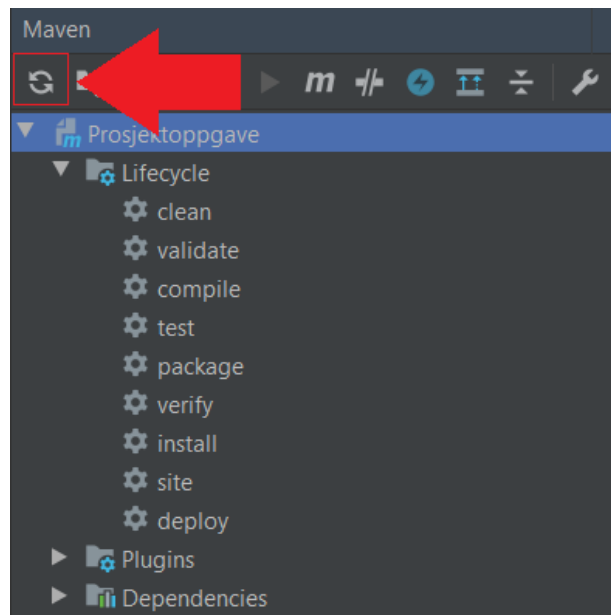 Maven
m
Prosjektoppgave
Lifecycle
clean
validate
compile
test
package
verify
install
site
deploy
Plugins
Dependencies